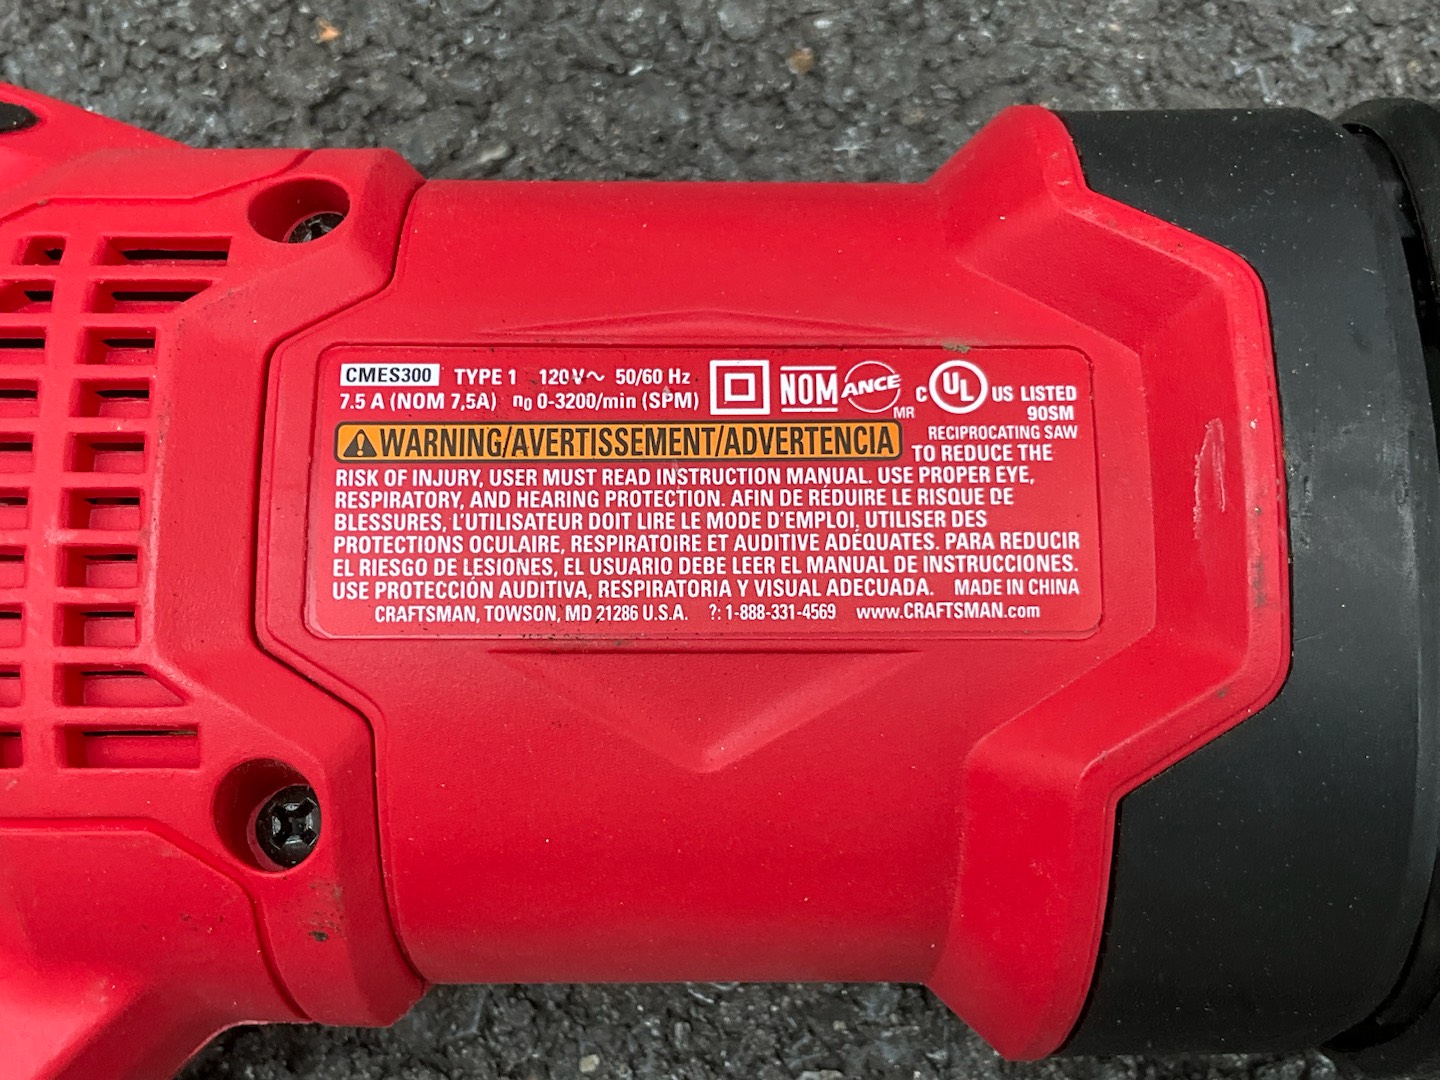 CMES300 TYPE 1 120 V~ 50/60 Hz
7.5 A (NOM 7,5A) n0 0-3200/min (SPM)
NOM
ANCE
MR
C UL US LISTED
90SM
RECIPROCATING SAW
WARNING/AVERTISSEMENT/ADVERTENCIA TO REDUCE THE
RISK OF INJURY, USER MUST READ INSTRUCTION MANUAL. USE PROPER EYE,
RESPIRATORY, AND HEARING PROTECTION. AFIN DE RÉDUIRE LE RISQUE DE
BLESSURES, L'UTILISATEUR DOIT LIRE LE MODE D'EMPLOI. UTILISER DES
PROTECTIONS OCULAIRE, RESPIRATOIRE ET AUDITIVE ADÉQUATES. PARA REDUCIR
EL RIESGO DE LESIONES, EL USUARIO DEBE LEER EL MANUAL DE INSTRUCCIONES.
USE PROTECCIÓN AUDITIVA, RESPIRATORIA Y VISUAL ADECUADA. MADE IN CHINA
CRAFTSMAN, TOWSON, MD 21286 U.S.A. ?: 1-888-331-4569 www.CRAFTSMAN.com